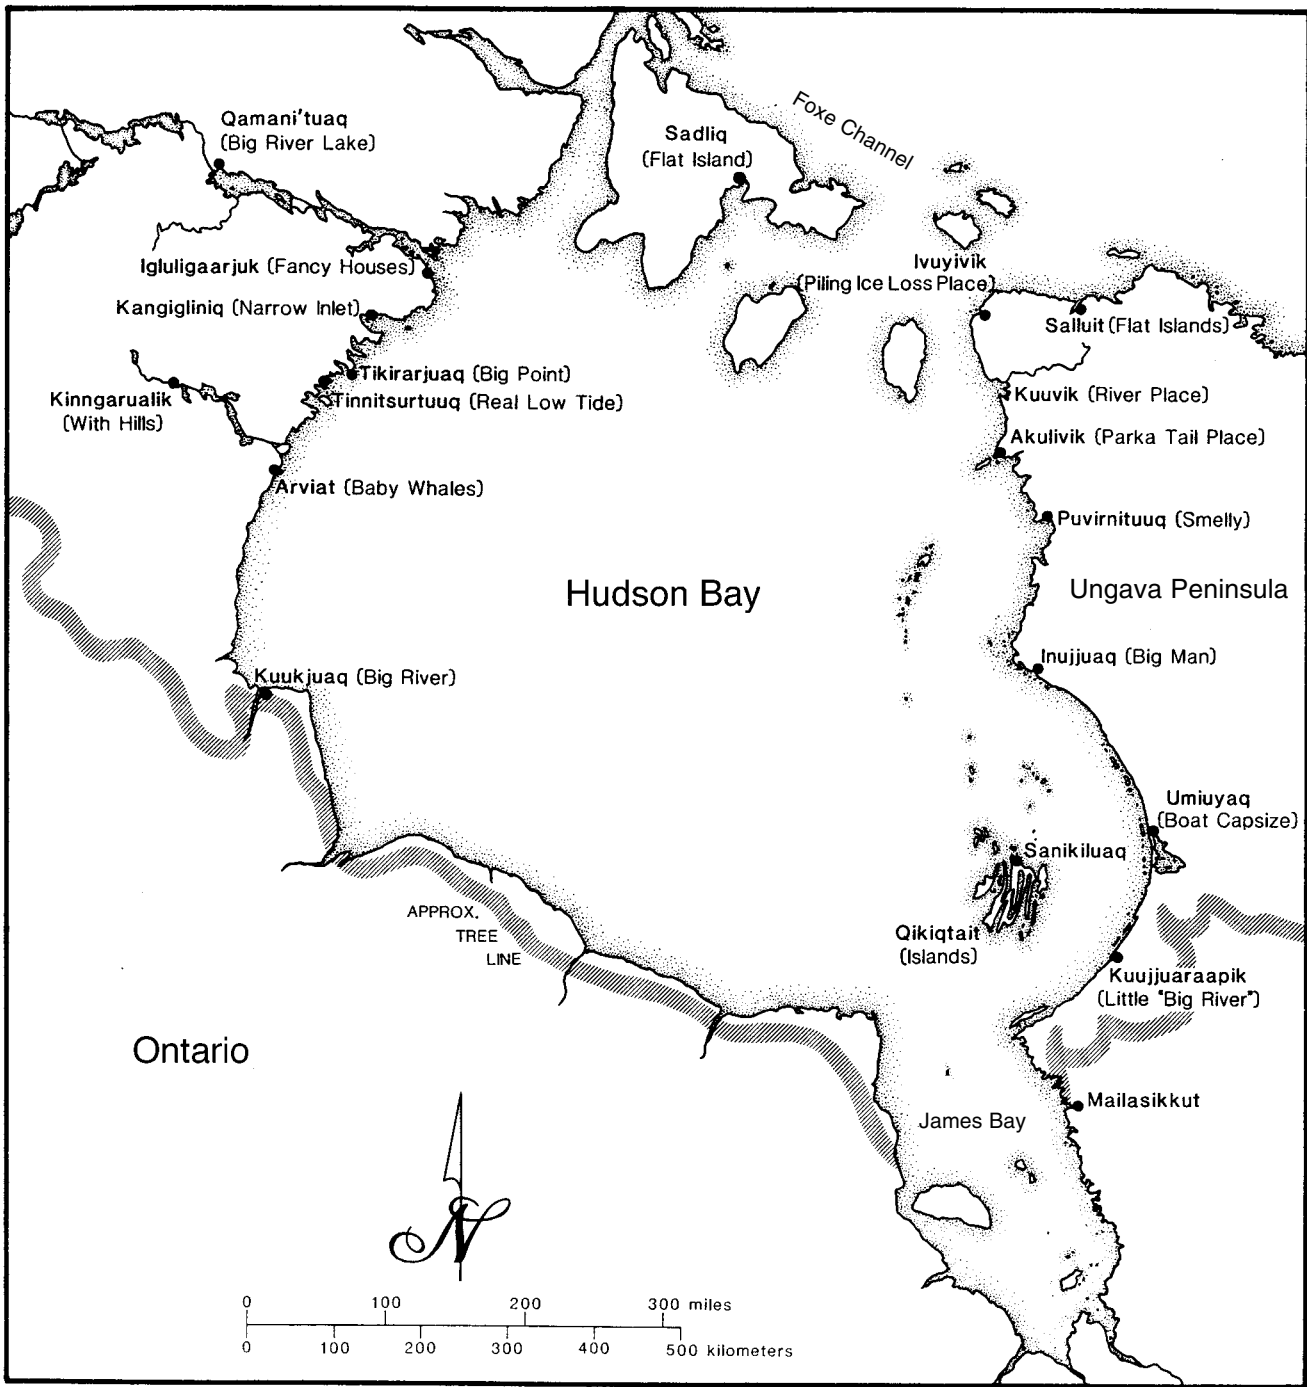 Foxe Channel
Qamani'tuaq
(Big River Lake)
Sadliq
(Flat Island)
Igluligaarjuk (Fancy Houses)
Ivuyivik
(Piling Ice Loss Place)
Kangigliniq (Narrow Inlet)
Salluit (Flat Islands)
Tikirarjuaq (Big Point)
Kinngarualik
(With Hills)
Tinnitsurtuuq (Real Low Tide)
Kuuvik (River Place)
Akulivik (Parka Tail Place)
Arviat (Baby Whales)
Puvirnituuq (Smelly)
Hudson Bay
Ungava Peninsula
Inujjuaq (Big Man)
Kuukjuaq (Big River)
Umiuyaq
(Boat Capsize)
Sanikiluaq
APPROX.
TREE
LINE
Qikiqtait
(Islands)
Kuujjuaraapik
(Little "Big River")
Ontario
Mailasikkut
James Bay
N
0 100 200 300 miles
0 100 200 300 400 500 kilometers